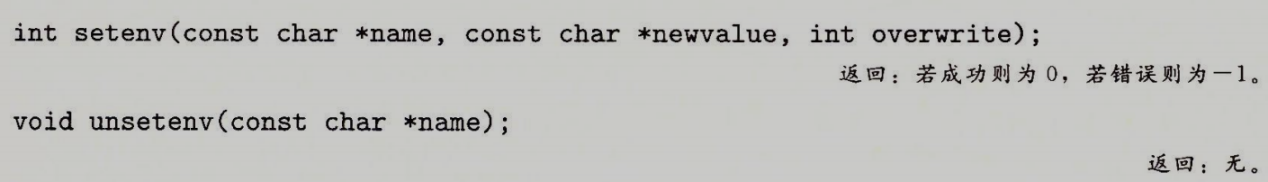 int setenv(const char *name, const char *newvalue, int overwrite);
返回：若成功则为 0，若错误则为－1。
void unsetenv(const char *name);
返回：无。